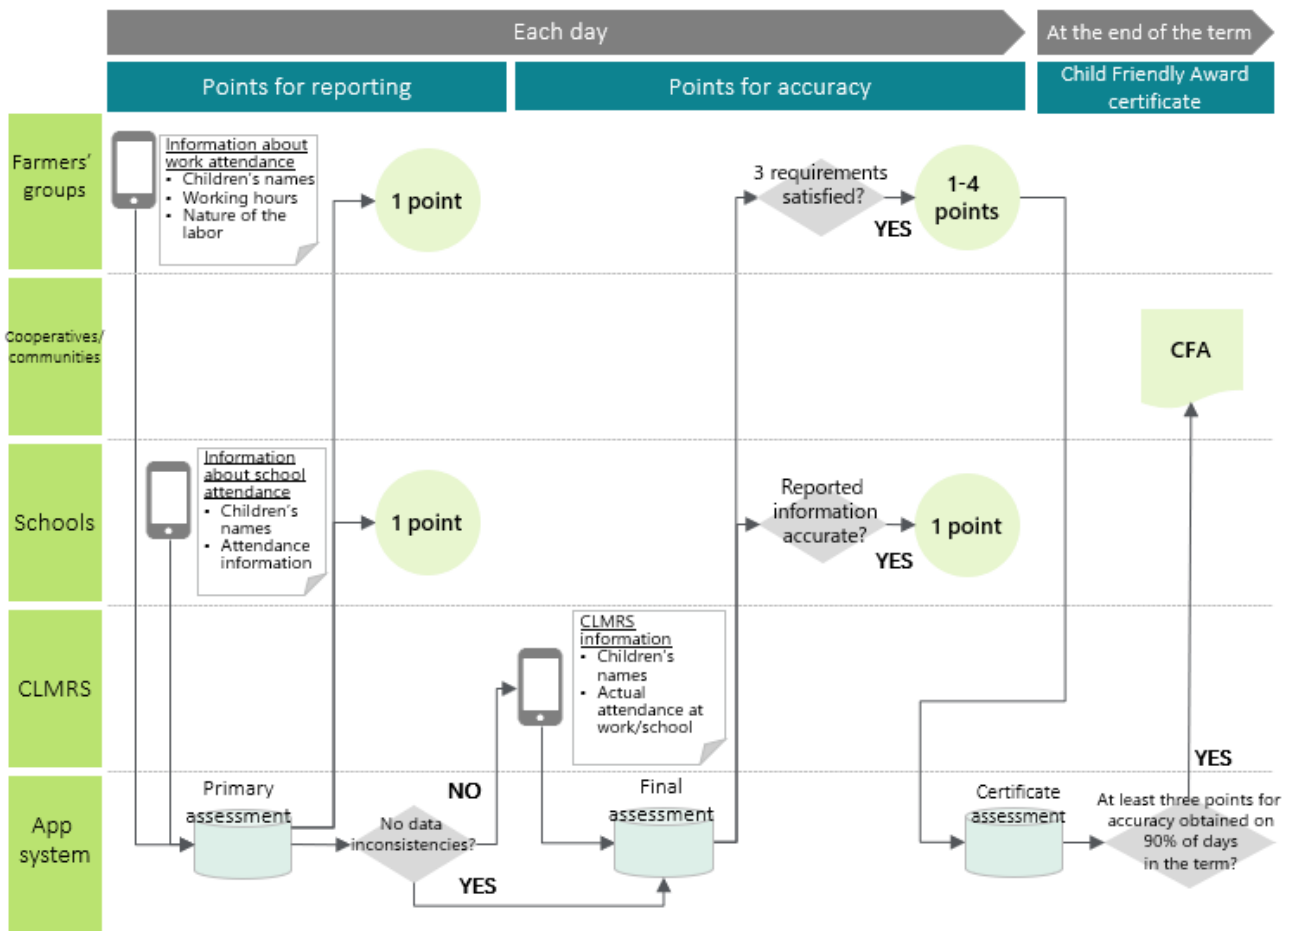 Each day
At the end of the term
Points for reporting
Points for accuracy
Child Friendly Award
certificate
Farmers'
groups
Information about
work attendance
• Children's names
• Working hours
• Nature of the
labor
1 point
3 requirements
satisfied?
YES
1-4
points
Cooperatives/
communities
CFA
Schools
Information
about school
attendance
• Children's
names
• Attendance
information
1 point
Reported
information
accurate?
YES
1 point
CLMRS
CLMRS
information
• Children's
names
• Actual
attendance at
work/school
App
system
Primary
assessment
No data
inconsistencies?
NO
YES
Final
assessment
Certificate
assessment
At least three points for
accuracy obtained on
90% of days
in the term?
YES